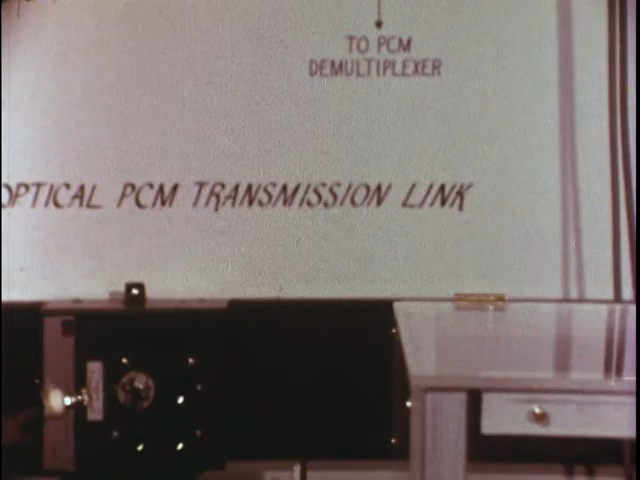 TO PCM
DEMULTIPLEXER
OPTICAL PCM TRANSMISSION LINK